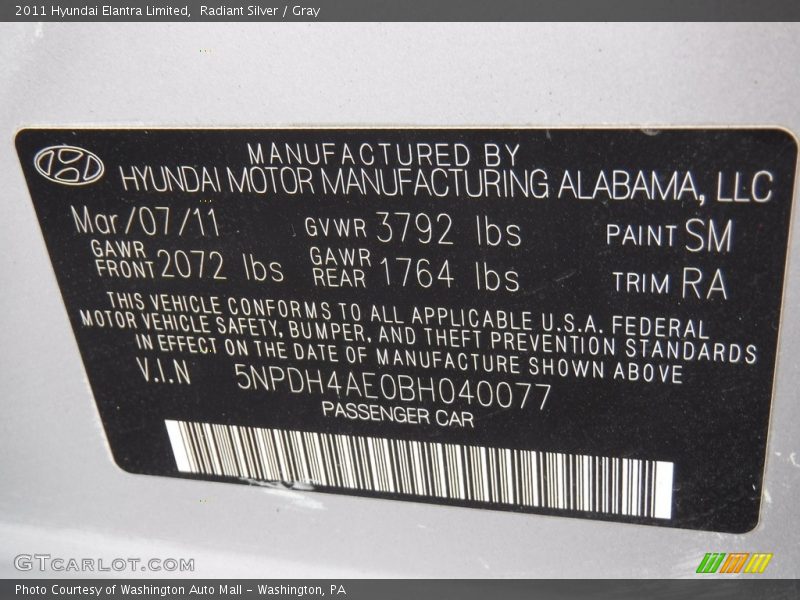 2011 Hyundai Elantra Limited, Radiant Silver / Gray
MANUFACTURED BY
HYUNDAI MOTOR MANUFACTURING ALABAMA, LLC
Mar/07/11 GVWR 3792 lbs PAINT SM
GAWR FRONT 2072 lbs GAWR REAR 1764 lbs TRIM RA
THIS VEHICLE CONFORMS TO ALL APPLICABLE U.S.A. FEDERAL
MOTOR VEHICLE SAFETY, BUMPER, AND THEFT PREVENTION STANDARDS
IN EFFECT ON THE DATE OF MANUFACTURE SHOWN ABOVE
V.I.N 5NPDH4AE0BH040077
PASSENGER CAR
GTCARLOT.COM
Photo Courtesy of Washington Auto Mall - Washington, PA